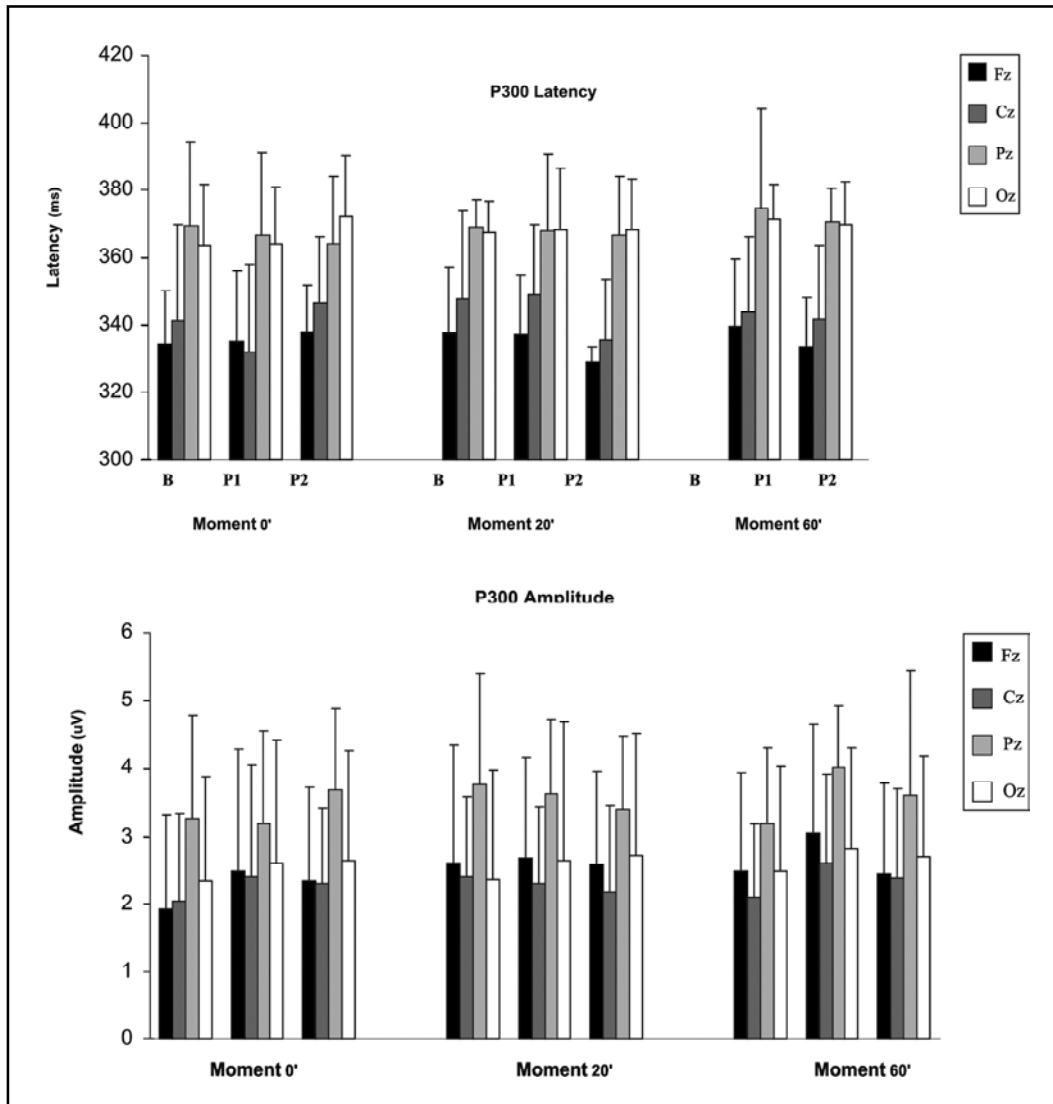 P300 Latency
Latency (ms)
420
400
380
360
340
320
300
Fz
Cz
Pz
Oz
B P1 P2 B P1 P2 B P1 P2
Moment 0' Moment 20' Moment 60'
P300 Amplitude
Amplitude (uV)
6
5
4
3
2
1
0
Fz
Cz
Pz
Oz
Moment 0' Moment 20' Moment 60'